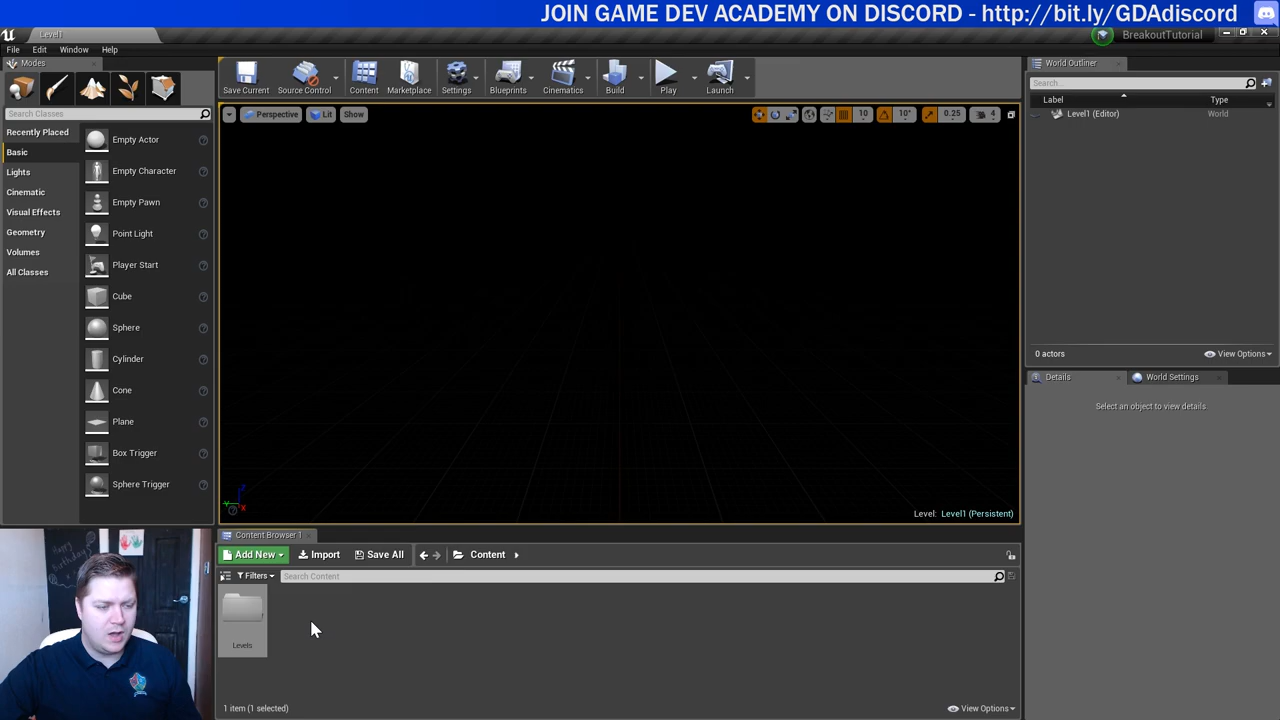 JOIN GAME DEV ACADEMY ON DISCORD - http://bit.ly/GDAdiscord
Level1
BreakoutTutorial
File Edit Window Help
Modes
Search Classes
Recently Placed
Basic
Lights
Cinematic
Visual Effects
Geometry
Volumes
All Classes
Empty Actor
Empty Character
Empty Pawn
Point Light
Player Start
Cube
Sphere
Cylinder
Cone
Plane
Box Trigger
Sphere Trigger
Save Current
Source Control
Content
Marketplace
Settings
Blueprints
Cinematics
Build
Play
Launch
Perspective
Lit
Show
10
10°
0.25
4
Level: Level1 (Persistent)
World Outliner
Search...
Label
Type
Level1 (Editor)
World
0 actors
View Options
Details
World Settings
Select an object to view details.
Content Browser 1
Add New
Import
Save All
Content
Filters
Search Content
Levels
1 item (1 selected)
View Options